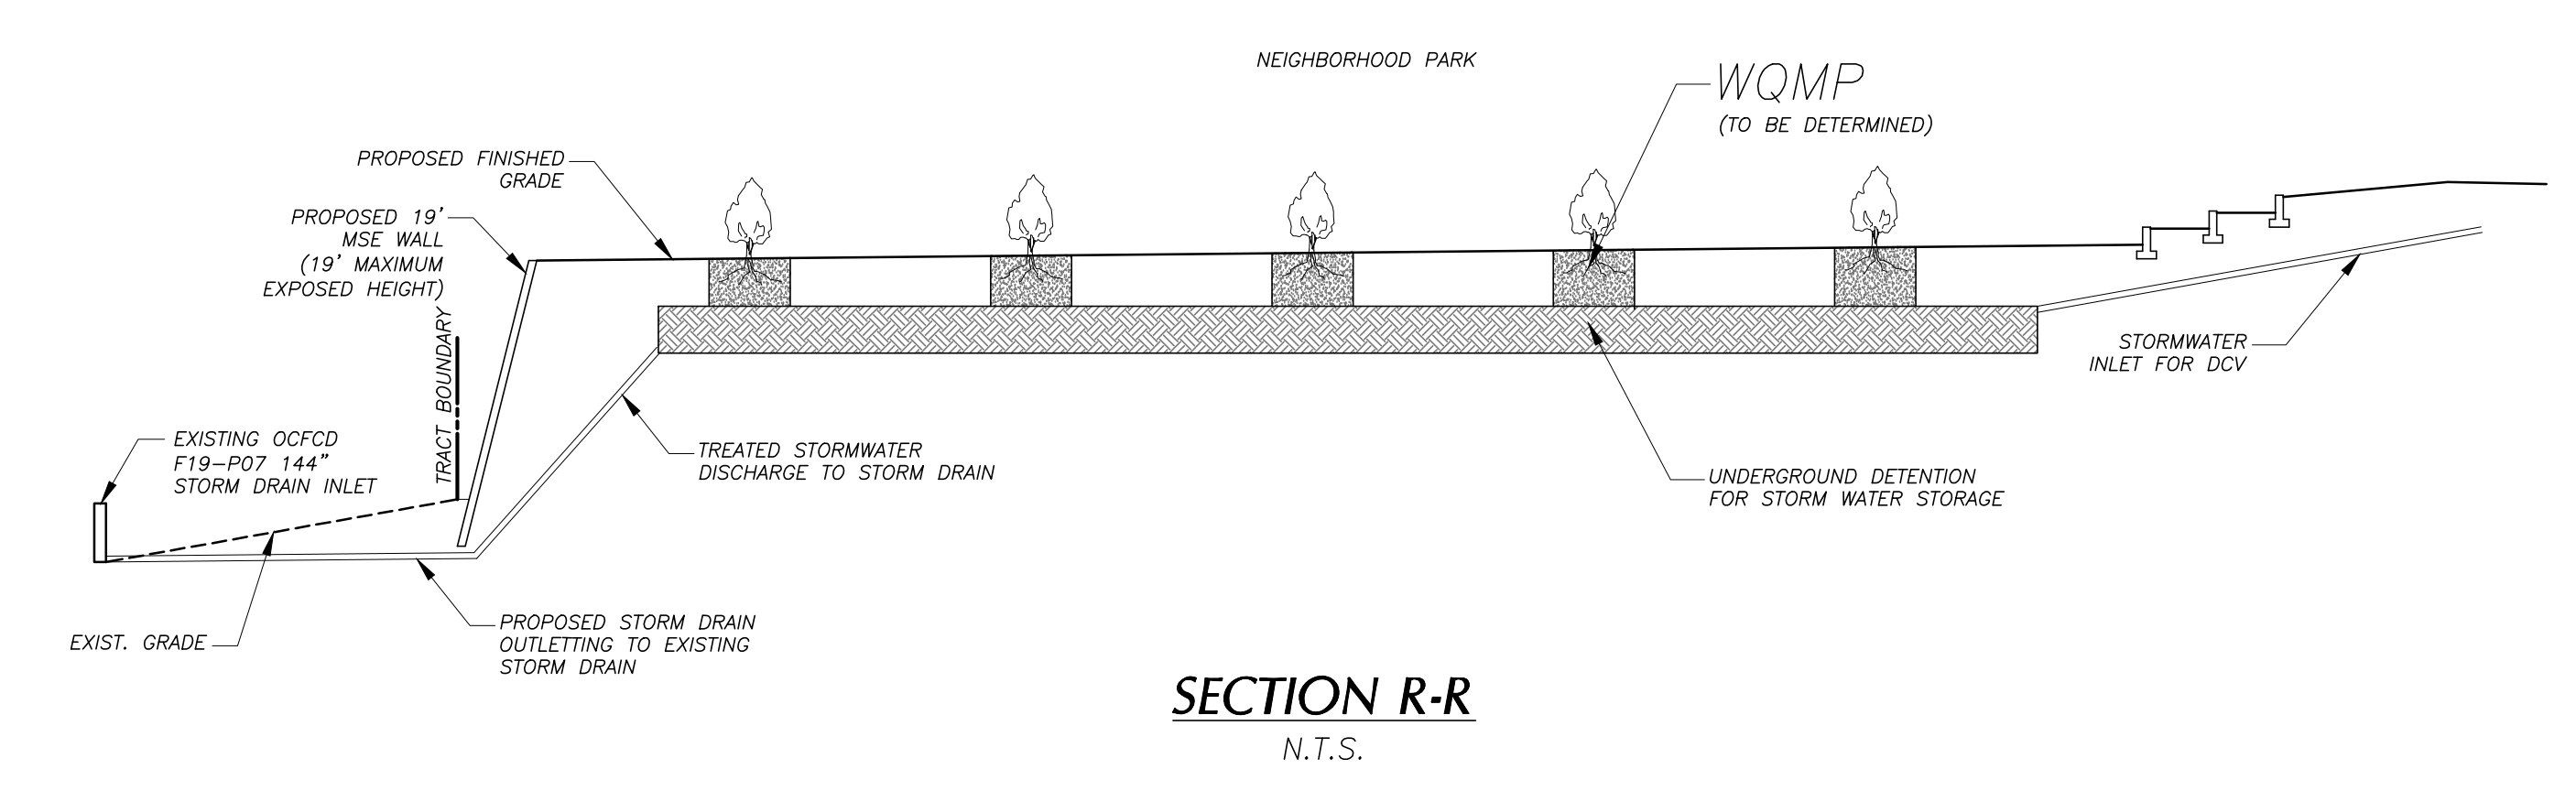 NEIGHBORHOOD PARK
WQMP
(TO BE DETERMINED)
PROPOSED FINISHED
GRADE
PROPOSED 19'
MSE WALL
(19' MAXIMUM
EXPOSED HEIGHT)
TRACT BOUNDARY
STORMWATER
INLET FOR DCV
EXISTING OCFCD
F19-P07 144"
STORM DRAIN INLET
TREATED STORMWATER
DISCHARGE TO STORM DRAIN
UNDERGROUND DETENTION
FOR STORM WATER STORAGE
EXIST. GRADE
PROPOSED STORM DRAIN
OUTLETTING TO EXISTING
STORM DRAIN
SECTION R-R
N.T.S.